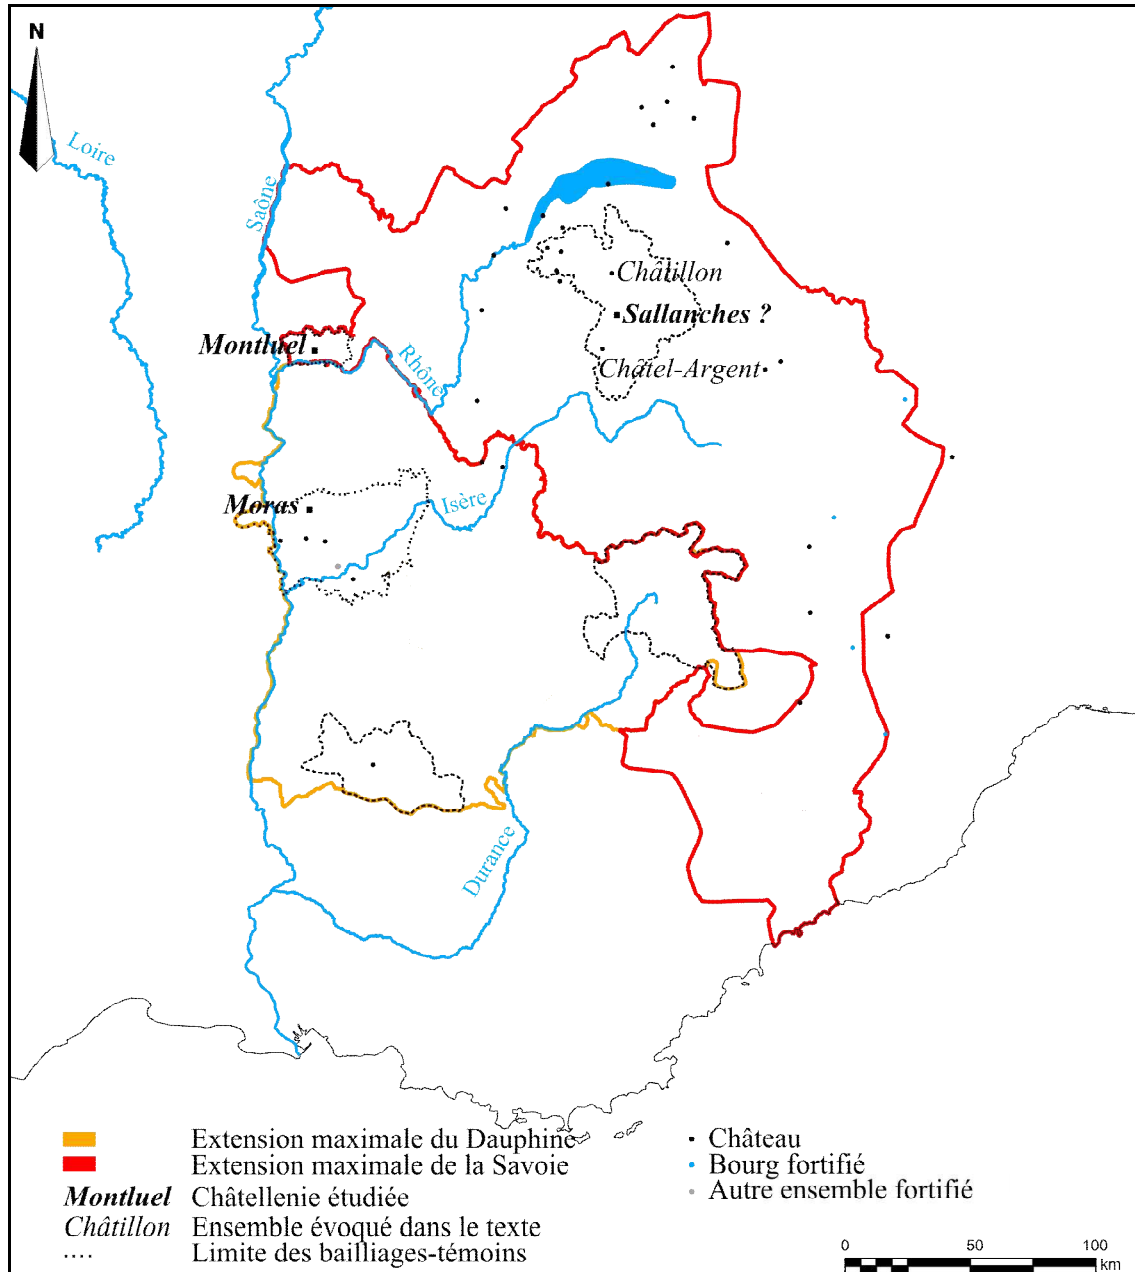 N
Loire
Saône
Châtillon
Sallanches ?
Montluel
Rhône
Châtel-Argent
Isère
Moras
Durance
Extension maximale du Dauphiné
Extension maximale de la Savoie
Montluel Châtellenie étudiée
Châtillon Ensemble évoqué dans le texte
.... Limite des bailliages-témoins
Château
Bourg fortifié
Autre ensemble fortifié
0 50 100
km